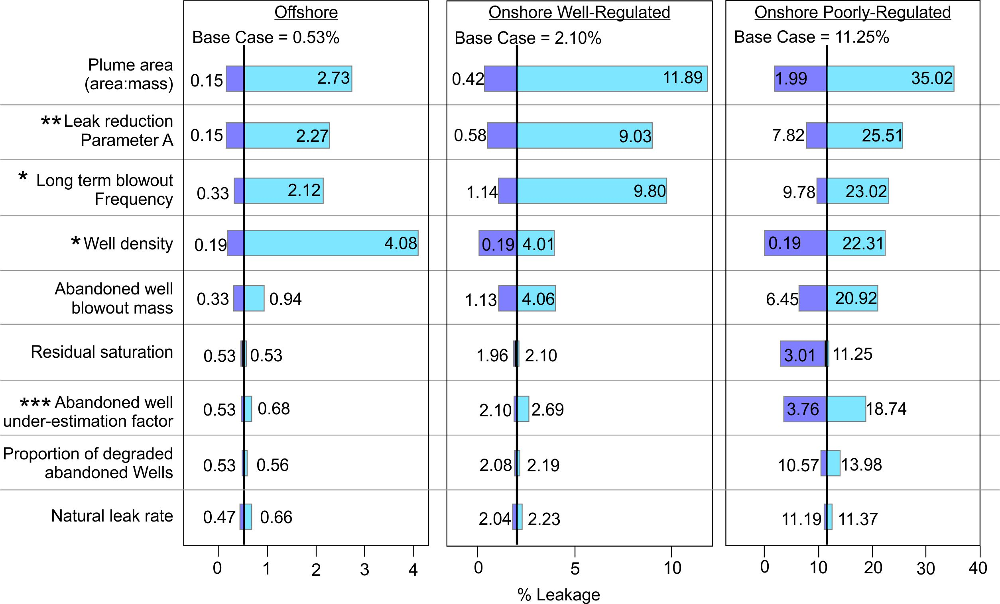 Offshore
Onshore Well-Regulated
Onshore Poorly-Regulated
Base Case = 0.53%
Base Case = 2.10%
Base Case = 11.25%
Plume area
(area:mass)
0.15
2.73
0.42
11.89
1.99
35.02
**Leak reduction
Parameter A
0.15
2.27
0.58
9.03
7.82
25.51
* Long term blowout
Frequency
0.33
2.12
1.14
9.80
9.78
23.02
* Well density
0.19
4.08
0.19
4.01
0.19
22.31
Abandoned well
blowout mass
0.33
0.94
1.13
4.06
6.45
20.92
Residual saturation
0.53
0.53
1.96
2.10
3.01
11.25
*** Abandoned well
under-estimation factor
0.53
0.68
2.10
2.69
3.76
18.74
Proportion of degraded
abandoned Wells
0.53
0.56
2.08
2.19
10.57
13.98
Natural leak rate
0.47
0.66
2.04
2.23
11.19
11.37
0 1 2 3 4
0 5 10
0 10 20 30 40
% Leakage